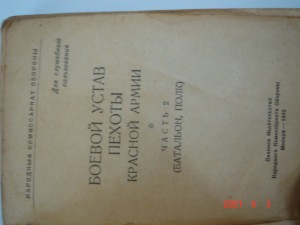 НАРОДНЫЙ КОМИССАРИАТ ОБОРОНЫ
Для служебного
пользования
БОЕВОЙ УСТАВ
ПЕХОТЫ
КРАСНОЙ АРМИИ
ЧАСТЬ 2
(БАТАЛЬОН, ПОЛК)
Военное Издательство
Народного Комиссариата Обороны
Москва — 1942